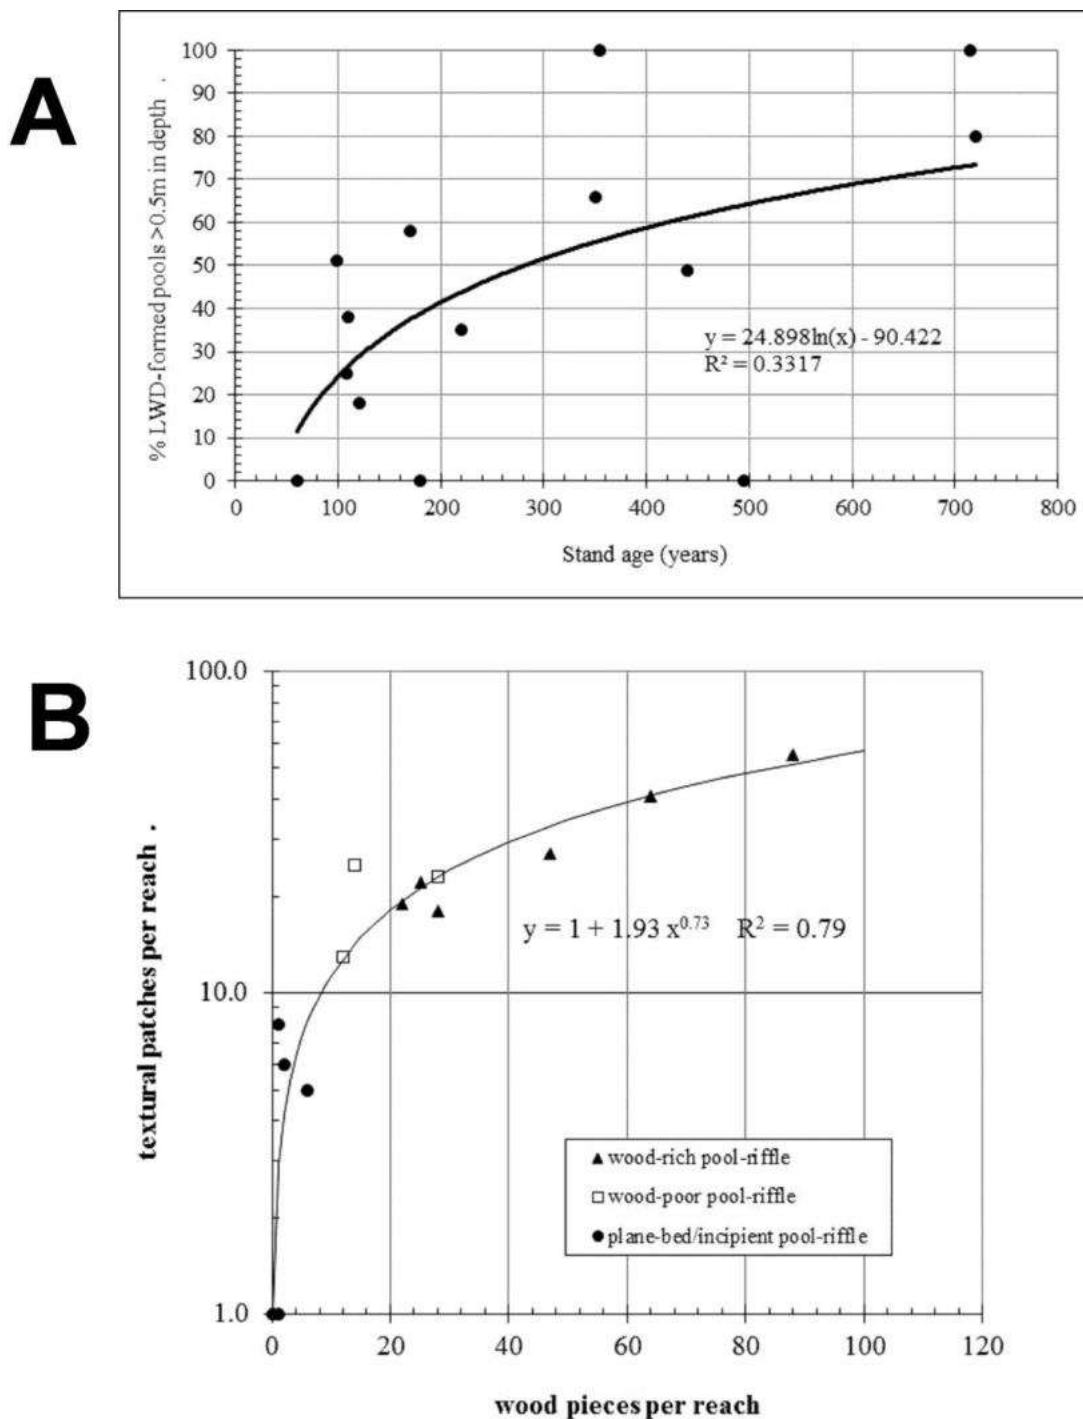 A
% LWD-formed pools >0.5m in depth .
100
90
80
70
60
50
40
30
20
10
0
y = 24.898ln(x) - 90.422
R² = 0.3317
0 100 200 300 400 500 600 700 800
Stand age (years)
B
textural patches per reach .
100.0
10.0
1.0
y = 1 + 1.93 x^0.73 R² = 0.79
wood-rich pool-riffle
wood-poor pool-riffle
plane-bed/incipient pool-riffle
0 20 40 60 80 100 120
wood pieces per reach